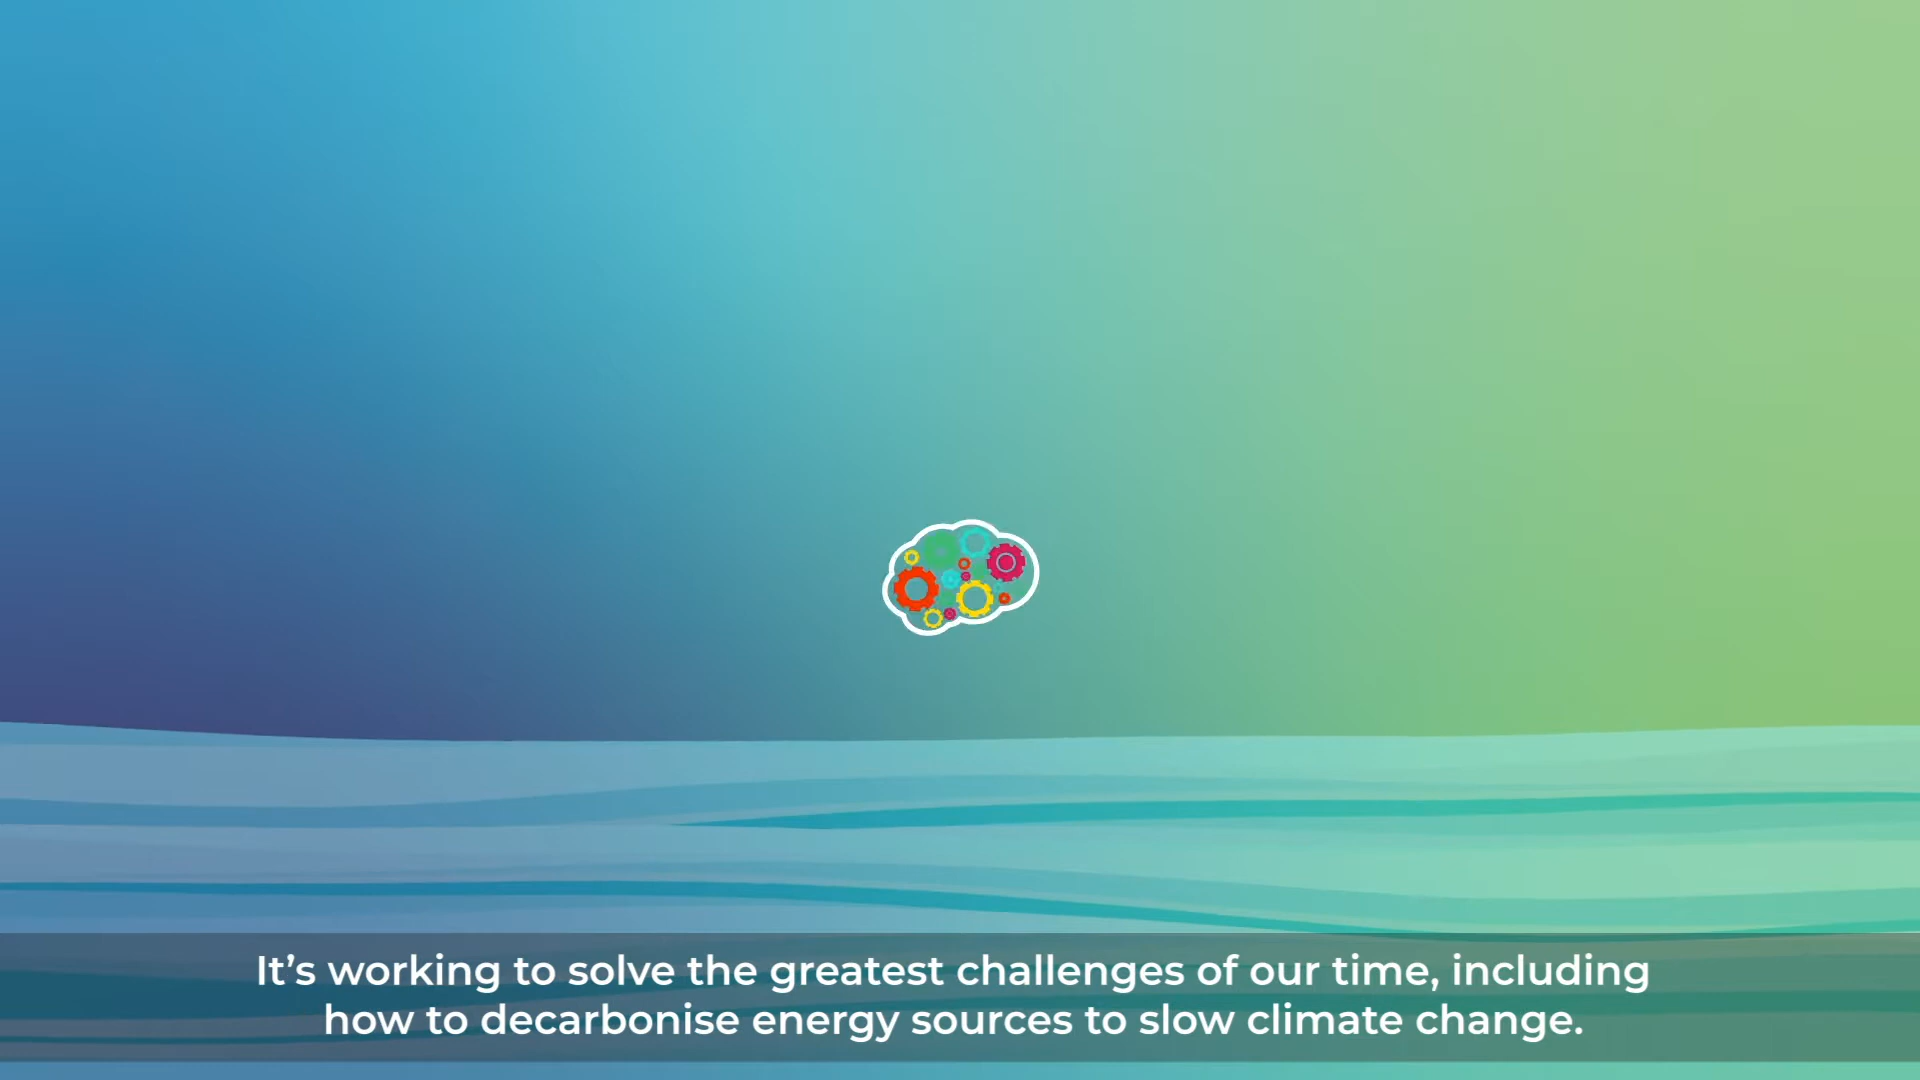 It’s working to solve the greatest challenges of our time, including
how to decarbonise energy sources to slow climate change.